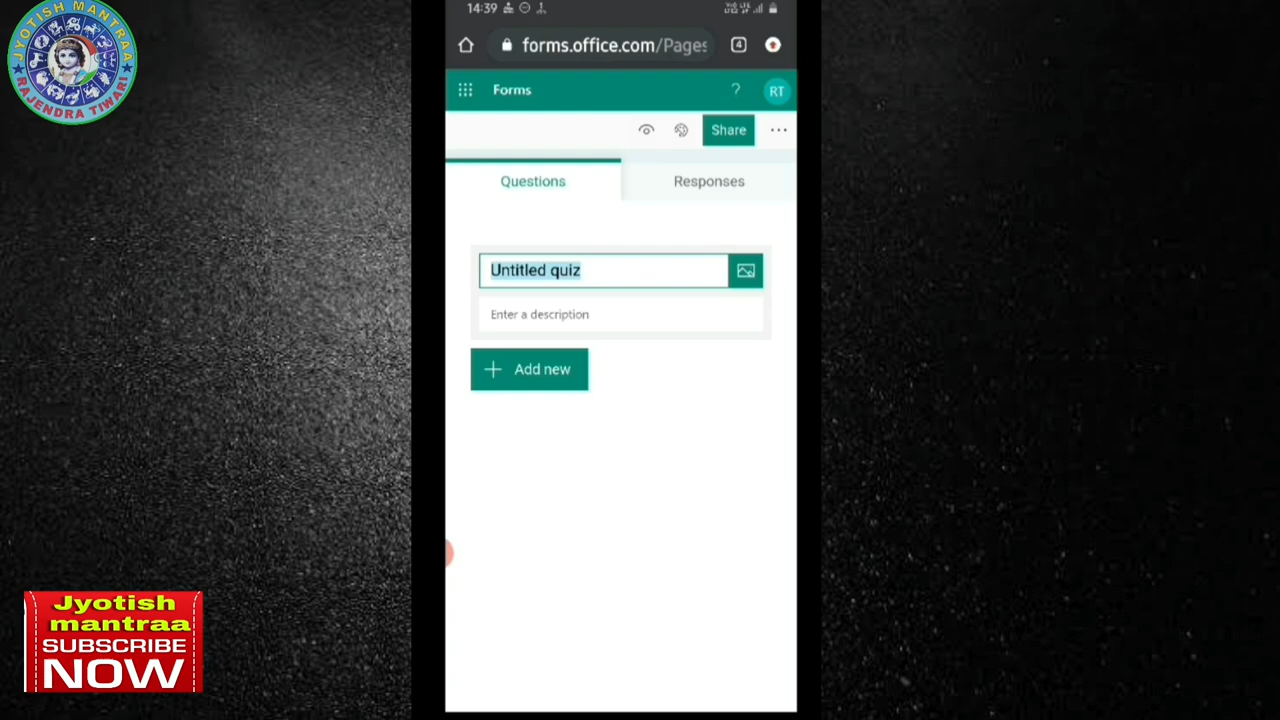 JYOTISH MANTRAA
RAJENDRA TIWARI
14:39
forms.office.com/Pages
4
Forms
?
RT
Share
Questions
Responses
Untitled quiz
Enter a description
Add new
Jyotish
mantraa
SUBSCRIBE
NOW